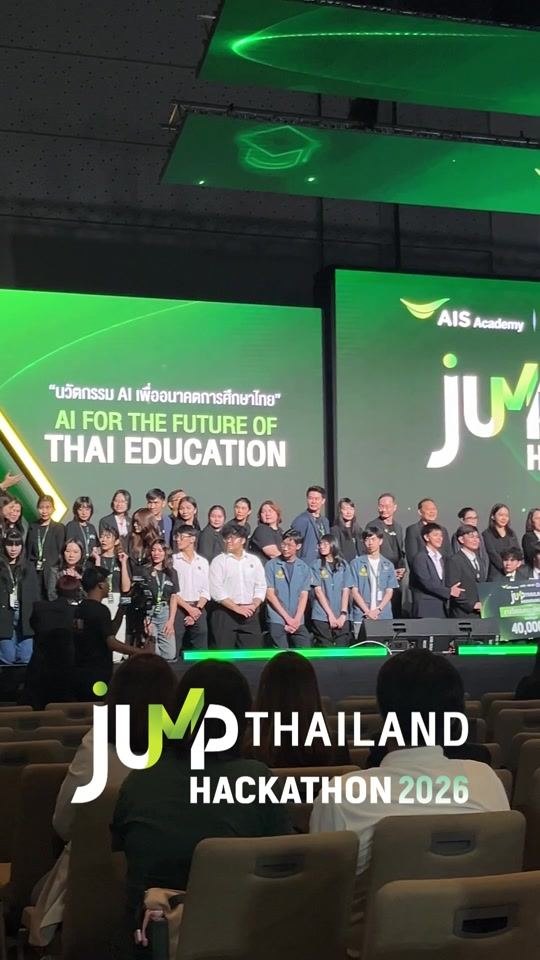 AIS Academy
"นวัตกรรม AI เพื่ออนาคตการศึกษาไทย"
AI FOR THE FUTURE OF
THAI EDUCATION
JUMP
JUMP THAILAND
HACKATHON 2026